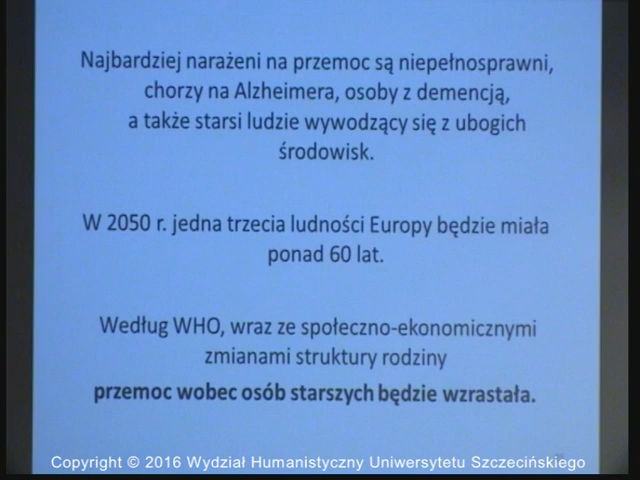 Najbardziej narażeni na przemoc są niepełnosprawni,
chorzy na Alzheimera, osoby z demencją,
a także starsi ludzie wywodzący się z ubogich
środowisk.
W 2050 r. jedna trzecia ludności Europy będzie miała
ponad 60 lat.
Według WHO, wraz ze społeczno-ekonomicznymi
zmianami struktury rodziny
przemoc wobec osób starszych będzie wzrastała.
Copyright © 2016 Wydział Humanistyczny Uniwersytetu Szczecińskiego